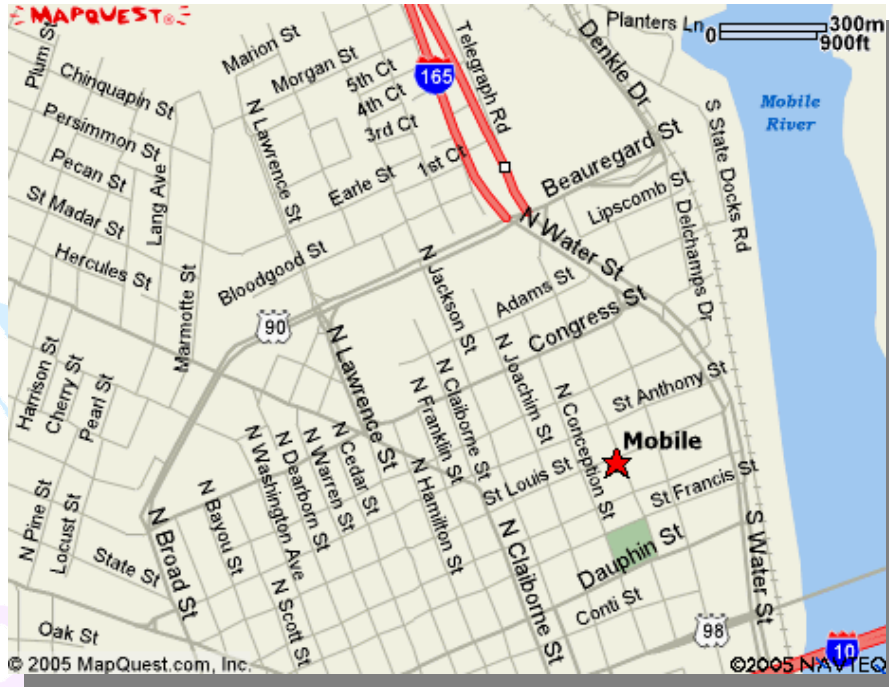 MAPQUEST
Planters Ln
0 300m
900ft
Marion St
Telegraph Rd
Denkle Dr
Plum St
Chinquapin St
Morgan St
5th Ct
165
4th Ct
3rd Ct
Mobile
River
Persimmon St
N Lawrence St
S State Docks Rd
Beauregard St
Pecan St
Lang Ave
Earle St
1st Ct
St Madar St
Lipscomb St
Delchamps Dr
N Water St
Hercules St
Bloodgood St
Marmotte St
N Jackson St
Adams St
90
Congress St
N Lawrence St
N Joachim St
Harrison St
Cherry St
Pearl St
N Franklin St
N Claiborne St
N Conception St
St Anthony St
Mobile
N Washington Ave
N Dearborn St
N Warren St
N Cedar St
N Hamilton St
St Louis St
St Francis St
N Pine St
Locust St
N Broad St
N Bayou St
N Claiborne St
S Water St
State St
Dauphin St
N Scott St
Conti St
98
Oak St
10
© 2005 MapQuest.com, Inc.
©2005 NAVTEQ